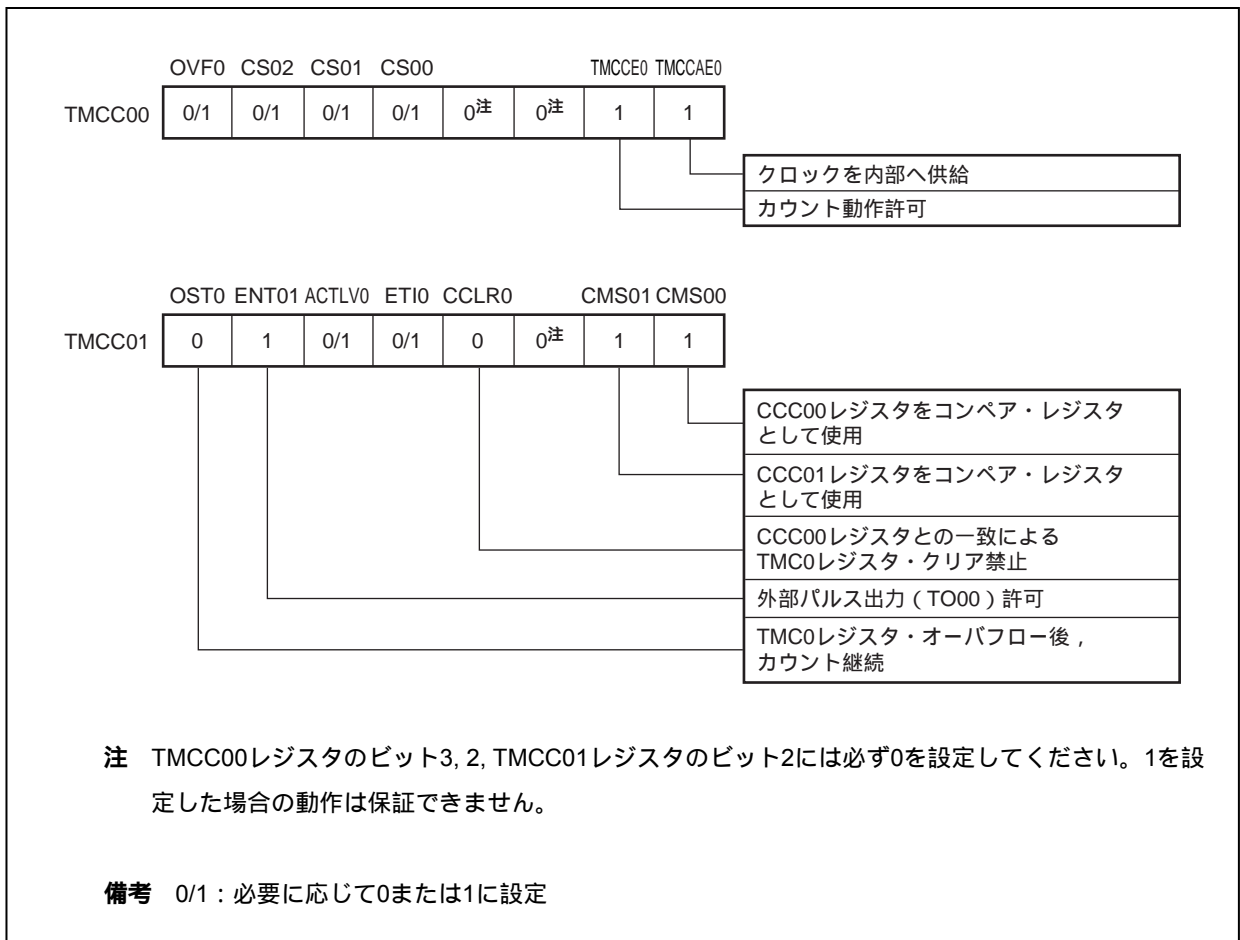 OVF0 CS02 CS01 CS00 TMCCE0 TMCCAE0
TMCC00 0/1 0/1 0/1 0/1 0注 0注 1 1
クロックを内部へ供給
カウント動作許可
OST0 ENT01 ACTLV0 ETI0 CCLR0 CMS01 CMS00
TMCC01 0 1 0/1 0/1 0 0注 1 1
CCC00レジスタをコンペア・レジスタ
として使用
CCC01レジスタをコンペア・レジスタ
として使用
CCC00レジスタとの一致による
TMC0レジスタ・クリア禁止
外部パルス出力（TO00）許可
TMC0レジスタ・オーバフロー後，
カウント継続
注 TMCC00レジスタのビット3, 2, TMCC01レジスタのビット2には必ず0を設定してください。1を設
定した場合の動作は保証できません。
備考 0/1：必要に応じて0または1に設定